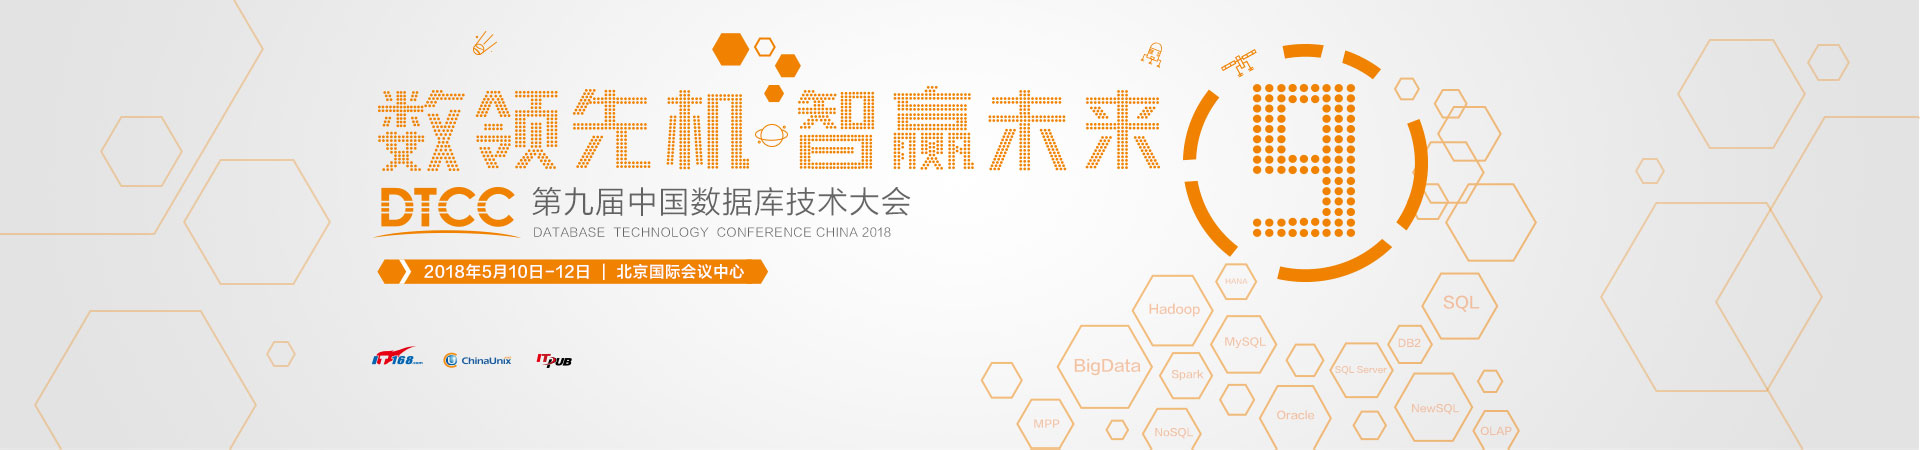 数领先机 智赢未来
9
DTCC 第九届中国数据库技术大会
DATABASE TECHNOLOGY CONFERENCE CHINA 2018
2018年5月10日-12日 | 北京国际会议中心
IT168.com
ChinaUnix
ITPUB
HANA
Hadoop
SQL
MySQL
DB2
BigData
Spark
SQL Server
MPP
NoSQL
Oracle
NewSQL
OLAP